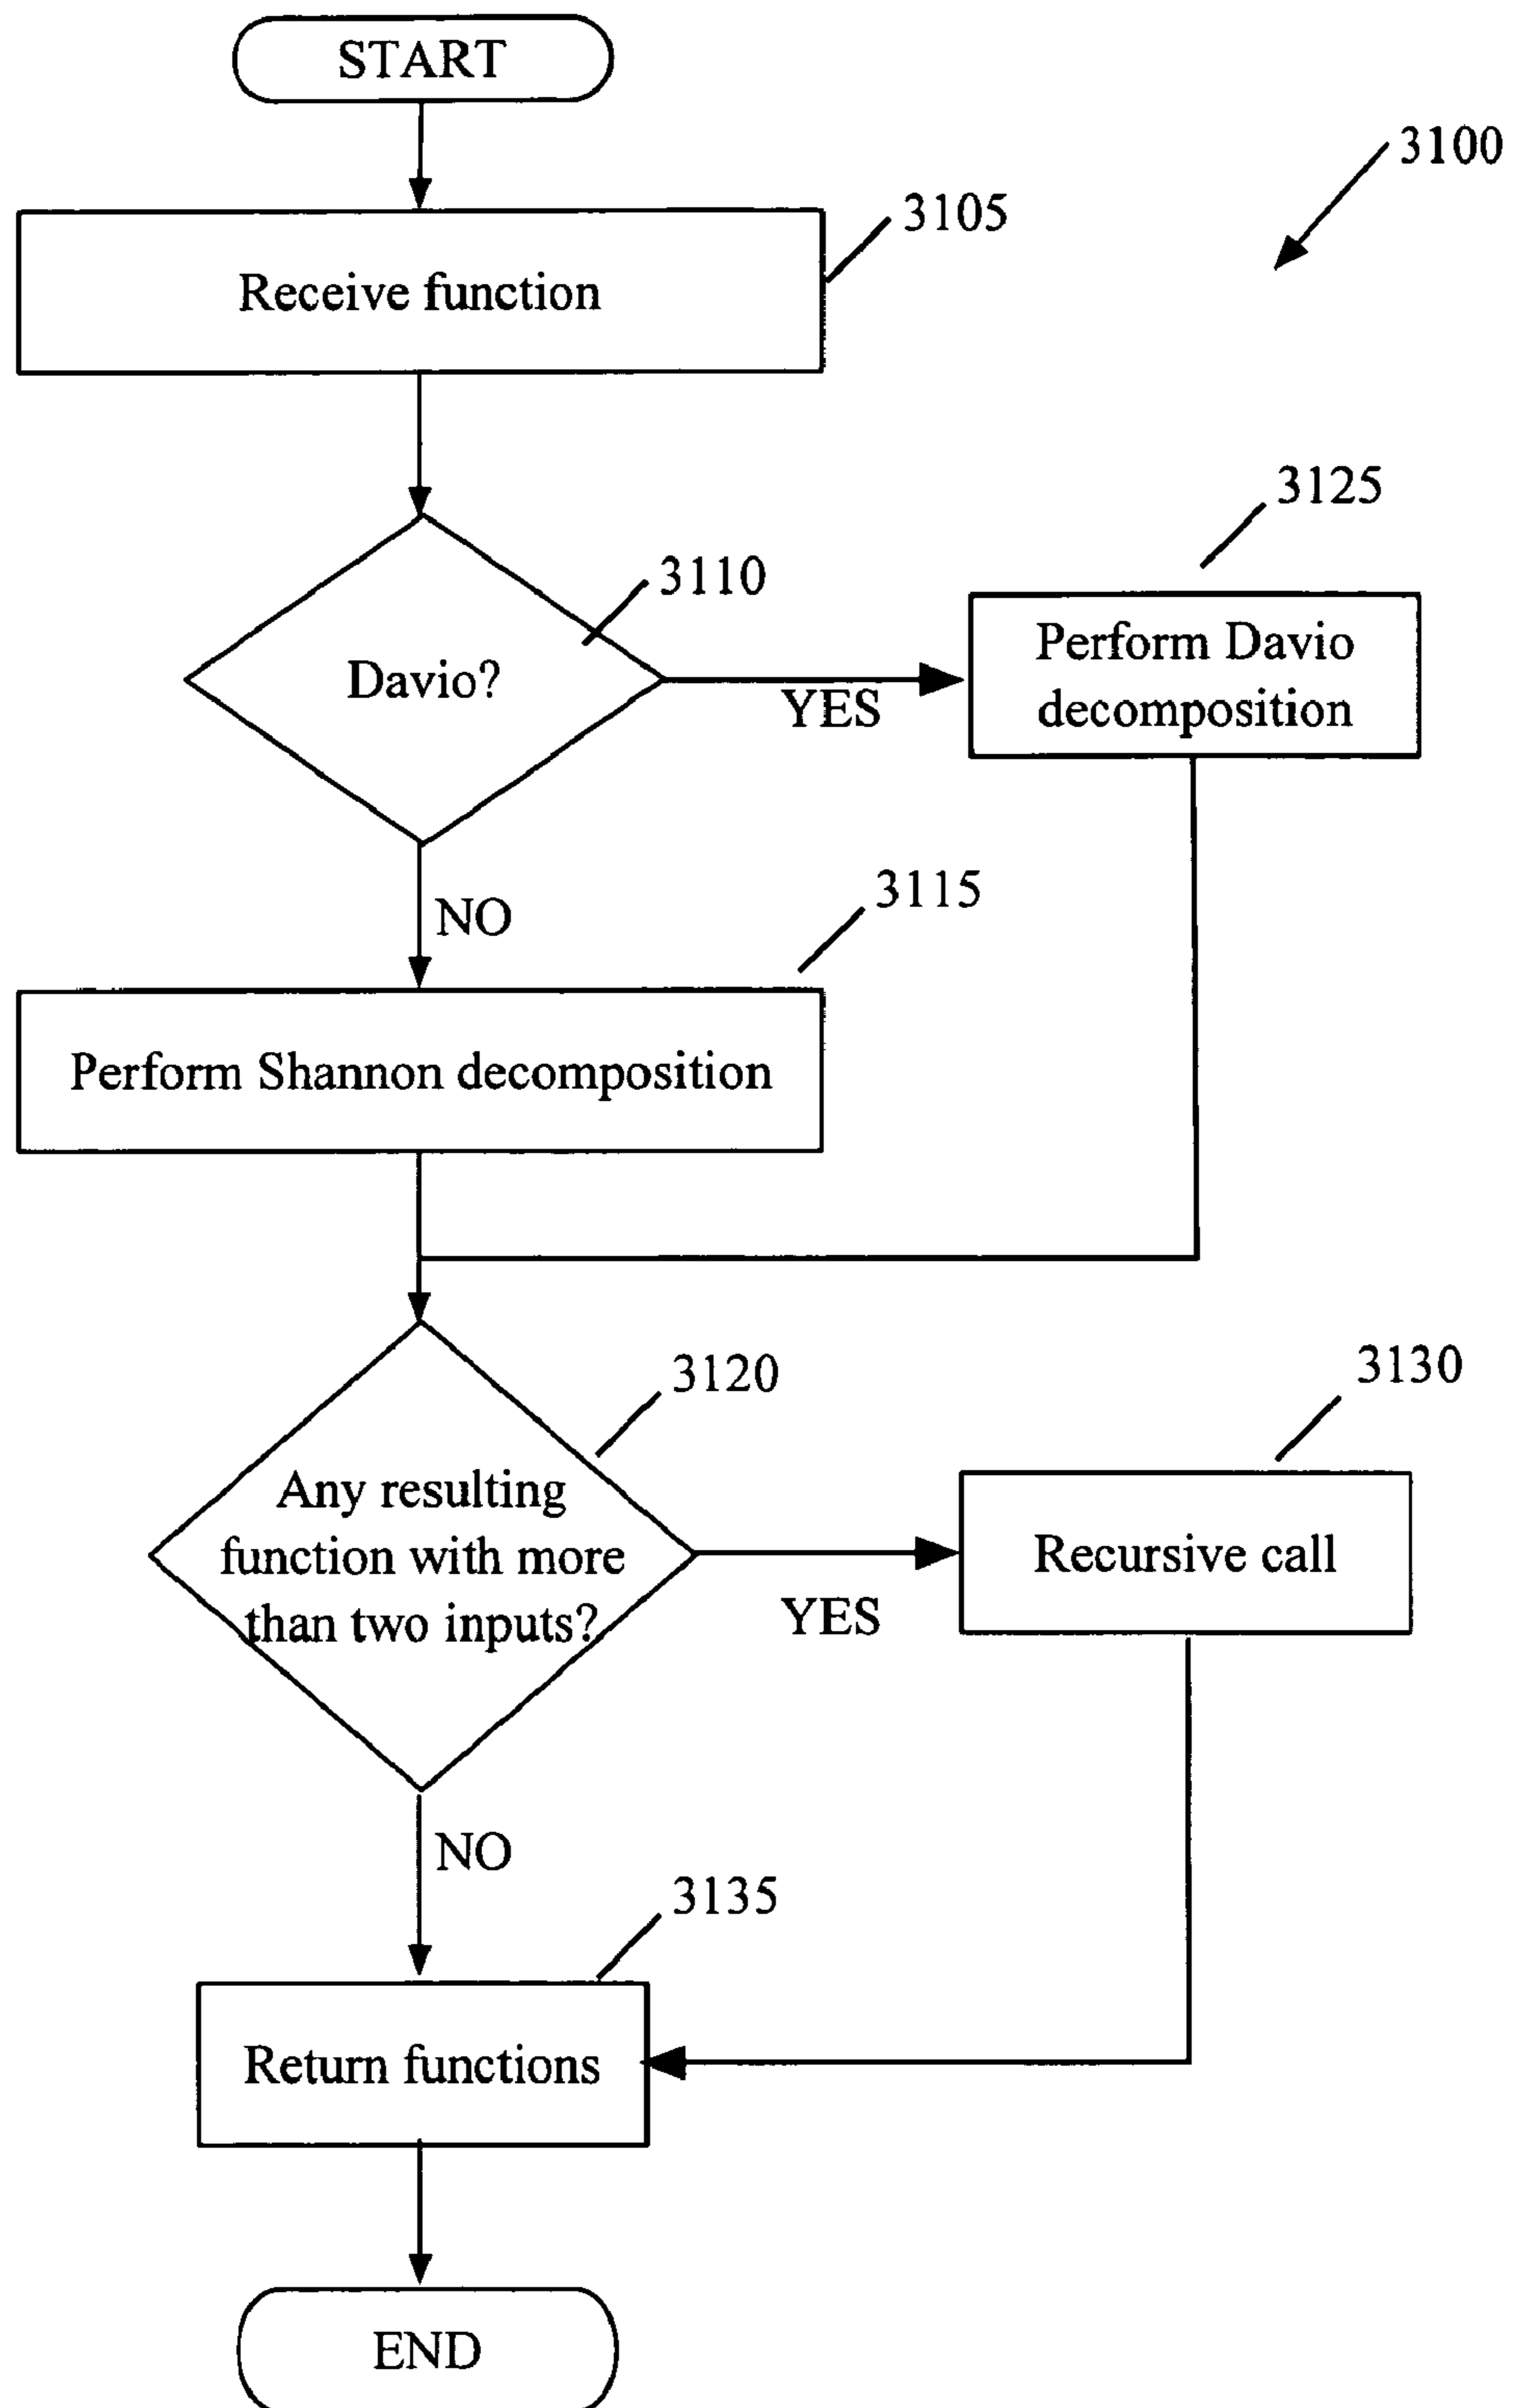 START
3100
3105
Receive function
3125
3110
Perform Davio
decomposition
Davio?
YES
NO
3115
Perform Shannon decomposition
3120
3130
Any resulting
function with more
than two inputs?
Recursive call
YES
NO
3135
Return functions
END